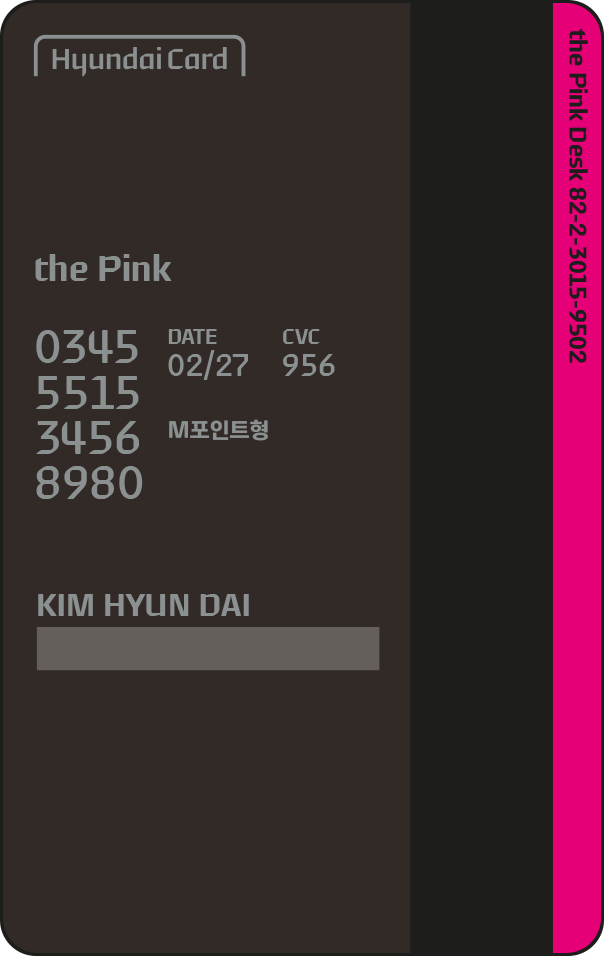 Hyundai Card
the Pink
0345
5515
3456
8980
DATE
02/27
CVC
956
M포인트형
KIM HYUN DAI
the Pink Desk 82-2-3015-9502